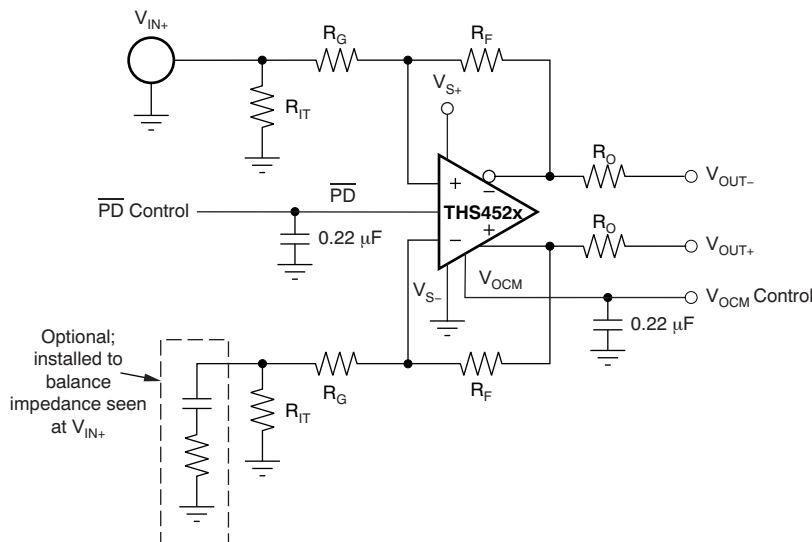 V_IN+
R_G
R_F
V_S+
R_IT
R_O
V_OUT−
+
−
PD Control
PD
THS452x
0.22 μF
−
+
R_O
V_OUT+
V_S−
V_OCM
V_OCM Control
0.22 μF
Optional;
installed to
balance
impedance seen
at V_IN+
R_IT
R_G
R_F